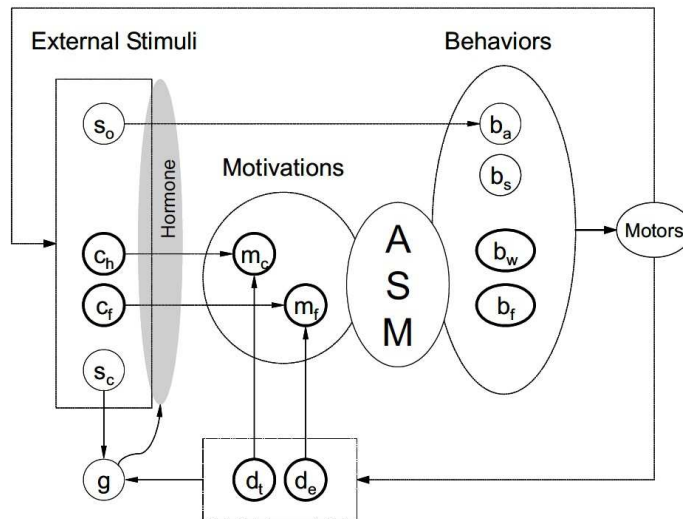 External Stimuli
Behaviors
s_o
b_a
b_s
Hormone
Motivations
A
S
M
Motors
c_h
m_c
b_w
c_f
m_f
b_f
s_c
g
d_t
d_e